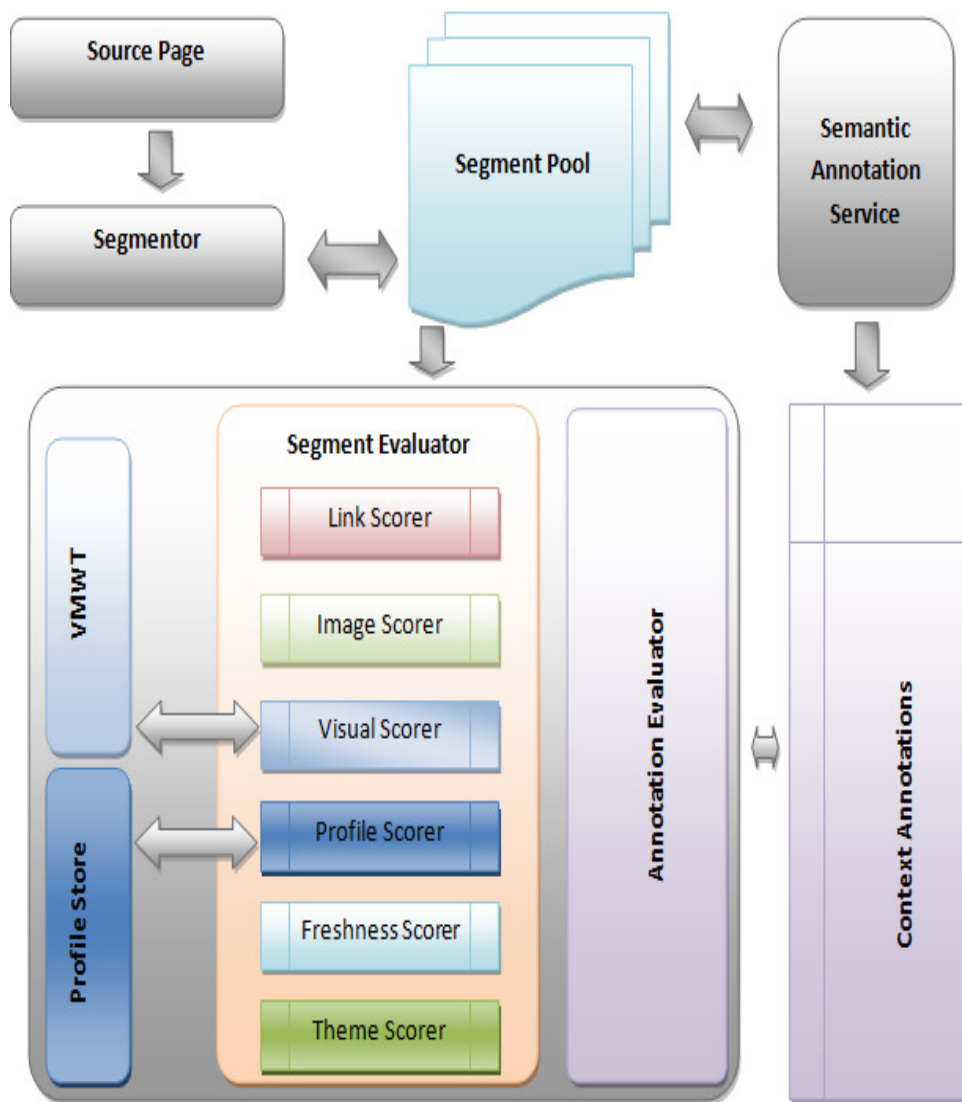 Source Page
Segment Pool
Semantic
Annotation
Service
Segmentor
Segment Evaluator
Link Scorer
Image Scorer
Visual Scorer
Profile Scorer
Freshness Scorer
Theme Scorer
VMWT
Profile Store
Annotation Evaluator
Context Annotations